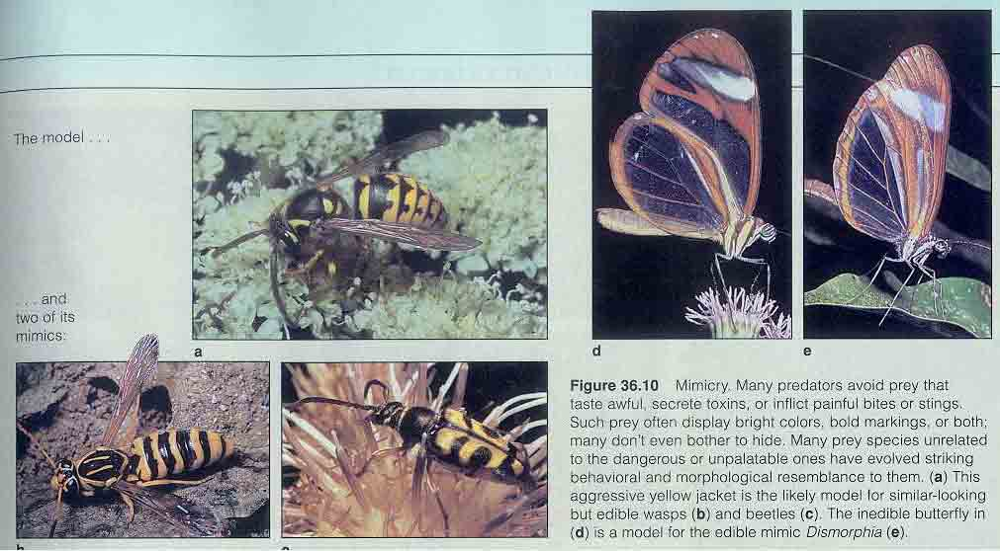 The model . . .
. . . and
two of its
mimics:
a
b
c
d
e
Figure 36.10 Mimicry. Many predators avoid prey that
taste awful, secrete toxins, or inflict painful bites or stings.
Such prey often display bright colors, bold markings, or both;
many don't even bother to hide. Many prey species unrelated
to the dangerous or unpalatable ones have evolved striking
behavioral and morphological resemblance to them. (a) This
aggressive yellow jacket is the likely model for similar-looking
but edible wasps (b) and beetles (c). The inedible butterfly in
(d) is a model for the edible mimic Dismorphia (e).